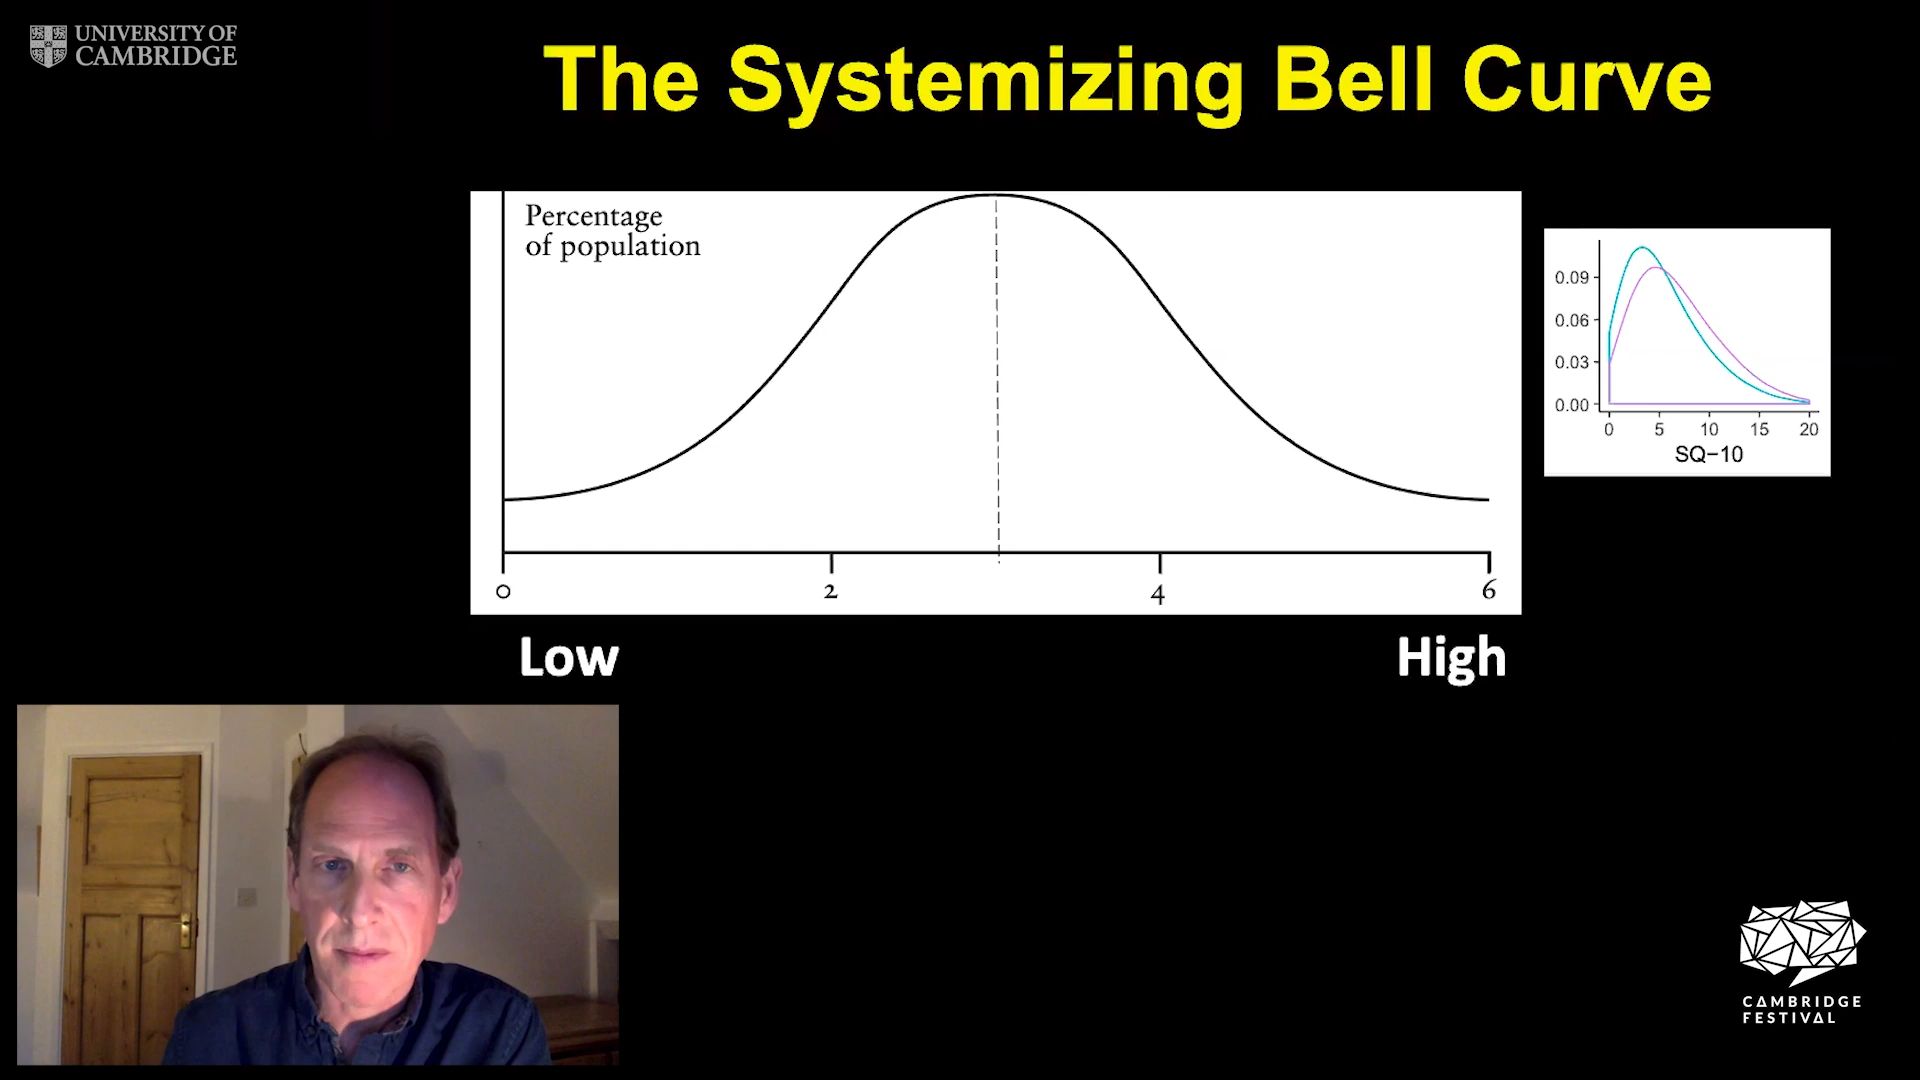 UNIVERSITY OF
CAMBRIDGE
The Systemizing Bell Curve
Percentage
of population
0 2 4 6
Low High
0.09
0.06
0.03
0.00
0 5 10 15 20
SQ−10
CAMBRIDGE
FESTIVAL